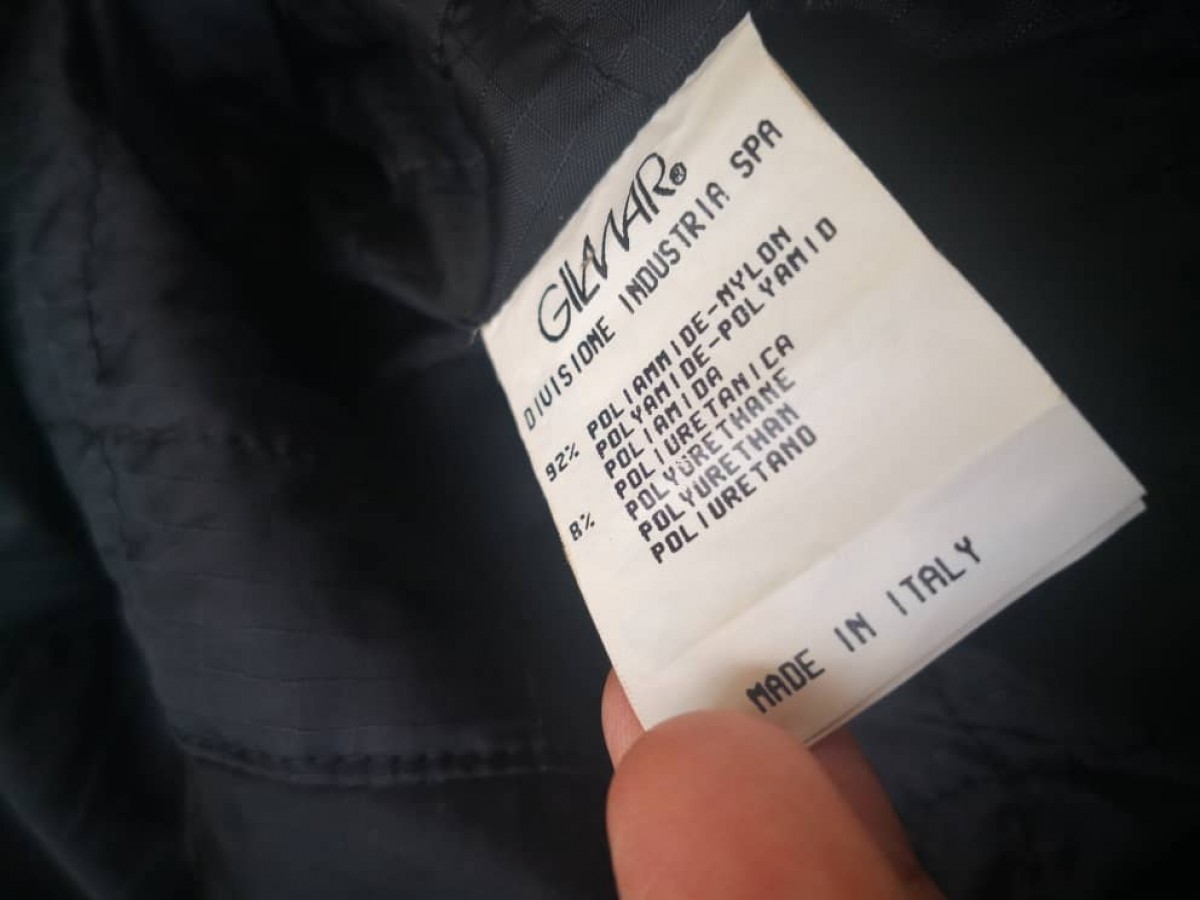 GILMAR®
DIVISIONE INDUSTRIA SPA
92% POLIAMMIDE-NYLON
POLYAMIDE-POLYAMID
POLIAMIDA
8% POLIURETANICA
POLYURETHANE
POLYURETHAN
POLIURETANO
MADE IN ITALY